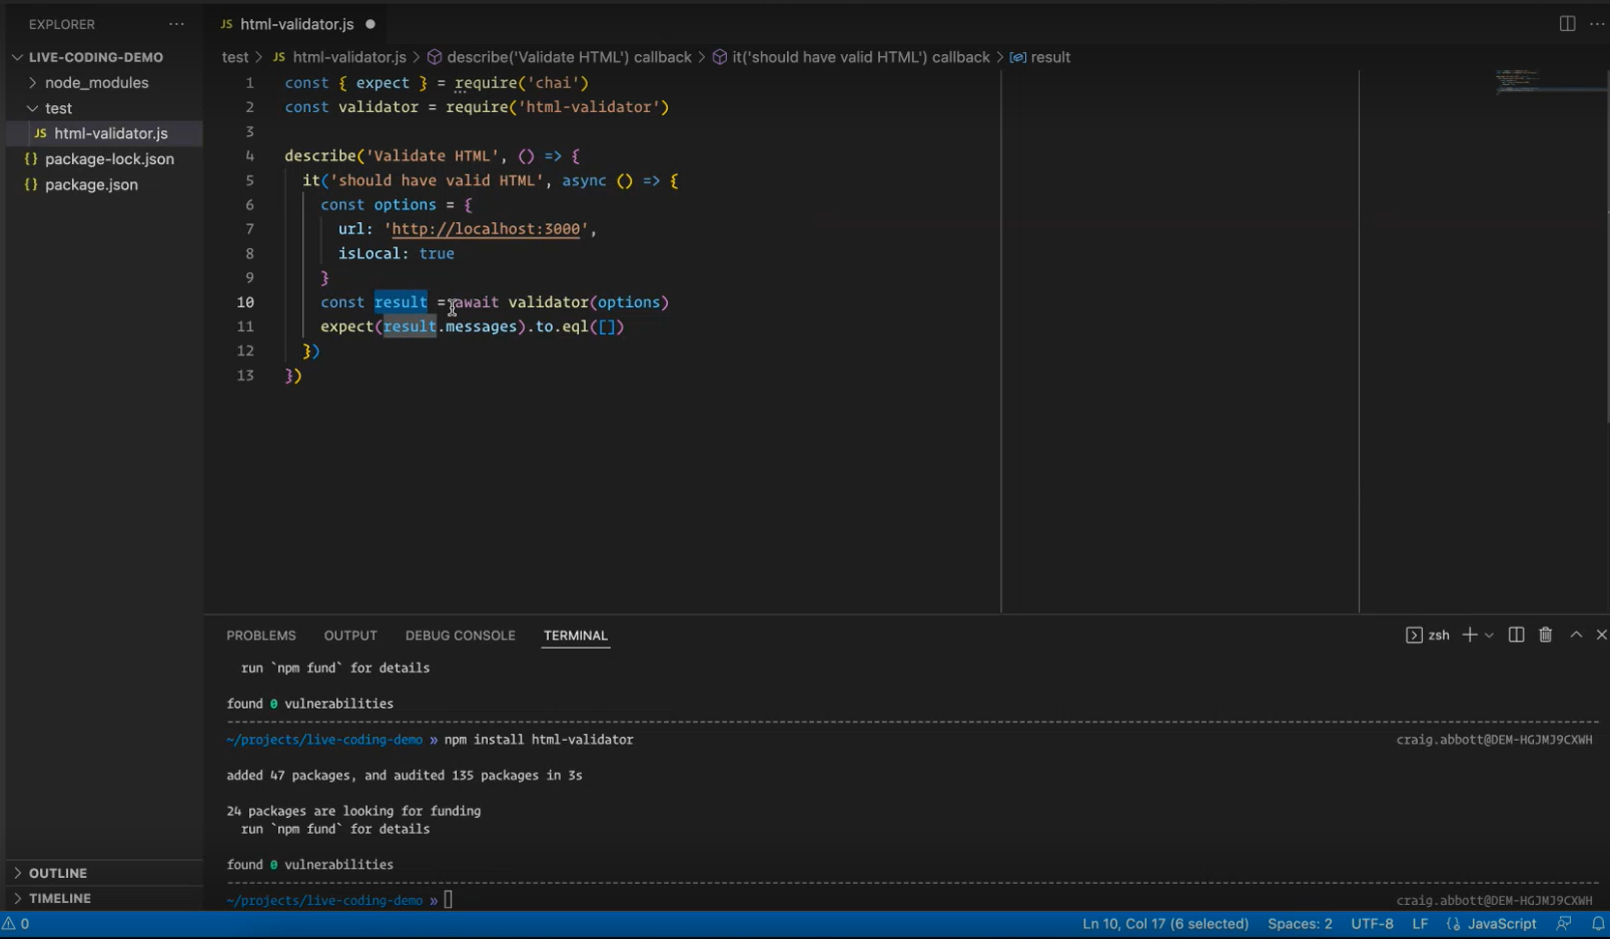 EXPLORER
LIVE-CODING-DEMO
node_modules
test
JS html-validator.js
{} package-lock.json
{} package.json
OUTLINE
TIMELINE
JS html-validator.js
test > JS html-validator.js > describe('Validate HTML') callback > it('should have valid HTML') callback > result
1 const { expect } = require('chai')
2 const validator = require('html-validator')
3
4 describe('Validate HTML', () => {
5 it('should have valid HTML', async () => {
6 const options = {
7 url: 'http://localhost:3000',
8 isLocal: true
9 }
10 const result = await validator(options)
11 expect(result.messages).to.eql([])
12 })
13 })
PROBLEMS OUTPUT DEBUG CONSOLE TERMINAL zsh
run `npm fund` for details
found 0 vulnerabilities
~/projects/live-coding-demo » npm install html-validator craig.abbott@DEM-HGJMJ9CXWH
added 47 packages, and audited 135 packages in 3s
24 packages are looking for funding
run `npm fund` for details
found 0 vulnerabilities
~/projects/live-coding-demo » craig.abbott@DEM-HGJMJ9CXWH
0 Ln 10, Col 17 (6 selected) Spaces: 2 UTF-8 LF {} JavaScript